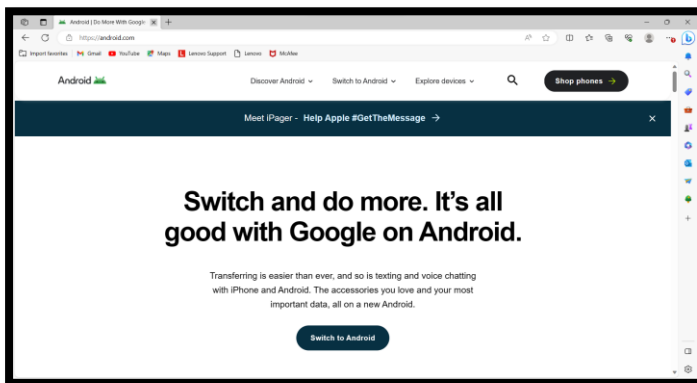 Android | Do More With Google
https://android.com
Import favorites Gmail YouTube Maps Lenovo Support Lenovo McAfee
Android Discover Android Switch to Android Explore devices Shop phones →
Meet iPager - Help Apple #GetTheMessage →
Switch and do more. It’s all
good with Google on Android.
Transferring is easier than ever, and so is texting and voice chatting
with iPhone and Android. The accessories you love and your most
important data, all on a new Android.
Switch to Android